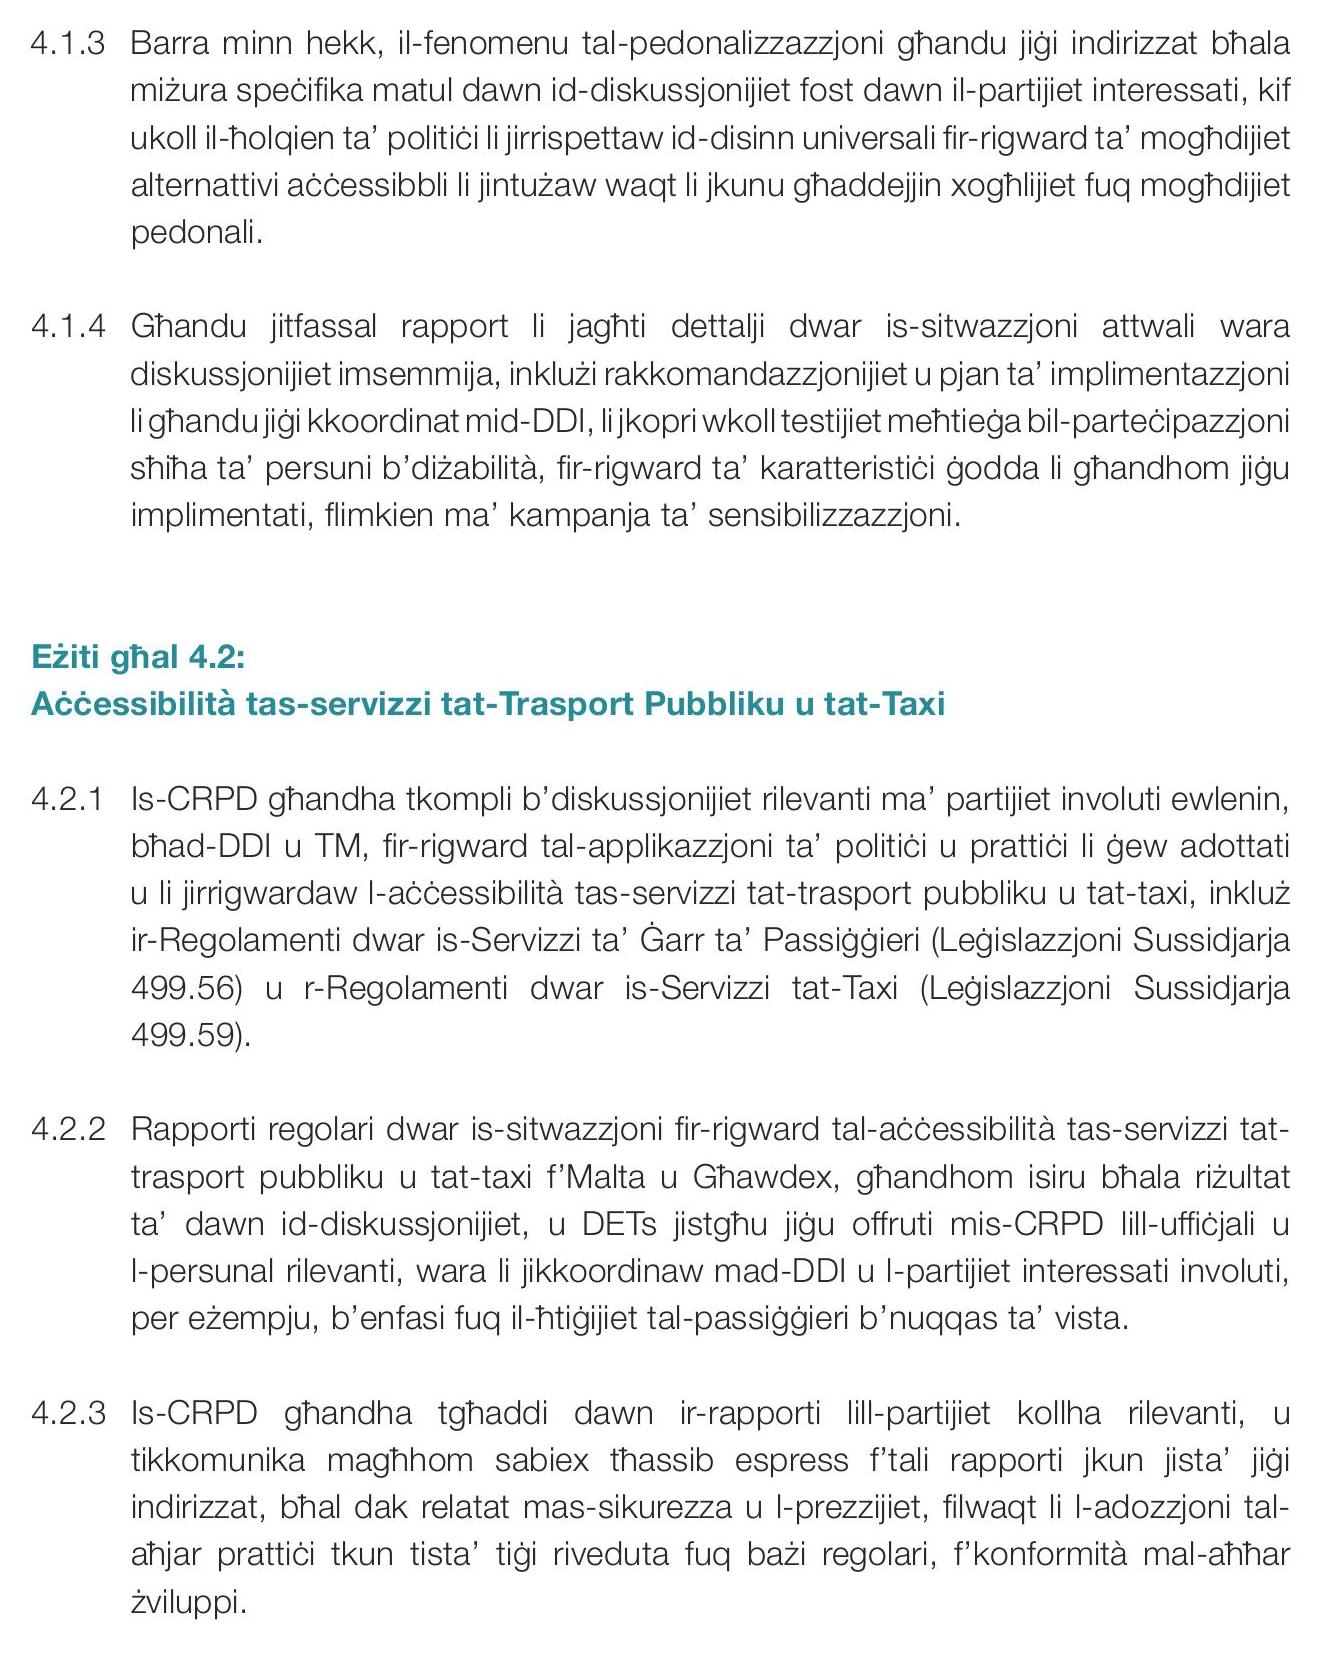 4.1.3 Barra minn hekk, il-fenomenu tal-pedonalizzazzjoni għandu jiġi indirizzat bħala
miżura speċifika matul dawn id-diskussjonijiet fost dawn il-partijiet interessati, kif
ukoll il-ħolqien ta’ politiċi li jirrispettaw id-disinn universali fir-rigward ta’ mogħdijiet
alternattivi aċċessibbli li jintużaw waqt li jkunu għaddejjin xogħlijiet fuq mogħdijiet
pedonali.
4.1.4 Għandu jitfassal rapport li jagħti dettalji dwar is-sitwazzjoni attwali wara
diskussjonijiet imsemmija, inklużi rakkomandazzjonijiet u pjan ta’ implimentazzjoni
li għandu jiġi kkoordinat mid-DDI, li jkopri wkoll testijiet meħtieġa bil-parteċipazzjoni
sħiħa ta’ persuni b’diżabilità, fir-rigward ta’ karatteristiċi ġodda li għandhom jiġu
implimentati, flimkien ma’ kampanja ta’ sensibilizzazzjoni.
Eżiti għal 4.2:
Aċċessibilità tas-servizzi tat-Trasport Pubbliku u tat-Taxi
4.2.1 Is-CRPD għandha tkompli b’diskussjonijiet rilevanti ma’ partijiet involuti ewlenin,
bħad-DDI u TM, fir-rigward tal-applikazzjoni ta’ politiċi u prattiċi li ġew adottati
u li jirrigwardaw l-aċċessibilità tas-servizzi tat-trasport pubbliku u tat-taxi, inkluż
ir-Regolamenti dwar is-Servizzi ta’ Ġarr ta’ Passiġġieri (Leġislazzjoni Sussidjarja
499.56) u r-Regolamenti dwar is-Servizzi tat-Taxi (Leġislazzjoni Sussidjarja
499.59).
4.2.2 Rapporti regolari dwar is-sitwazzjoni fir-rigward tal-aċċessibilità tas-servizzi tat-
trasport pubbliku u tat-taxi f’Malta u Għawdex, għandhom isiru bħala riżultat
ta’ dawn id-diskussjonijiet, u DETs jistgħu jiġu offruti mis-CRPD lill-uffiċjali u
l-persunal rilevanti, wara li jikkoordinaw mad-DDI u l-partijiet interessati involuti,
per eżempju, b’enfasi fuq il-ħtiġijiet tal-passiġġieri b’nuqqas ta’ vista.
4.2.3 Is-CRPD għandha tgħaddi dawn ir-rapporti lill-partijiet kollha rilevanti, u
tikkomunika magħhom sabiex tħassib espress f’tali rapporti jkun jista’ jiġi
indirizzat, bħal dak relatat mas-sikurezza u l-prezzijiet, filwaqt li l-adozzjoni tal-
aħjar prattiċi tkun tista’ tiġi riveduta fuq bażi regolari, f’konformità mal-aħħar
żviluppi.